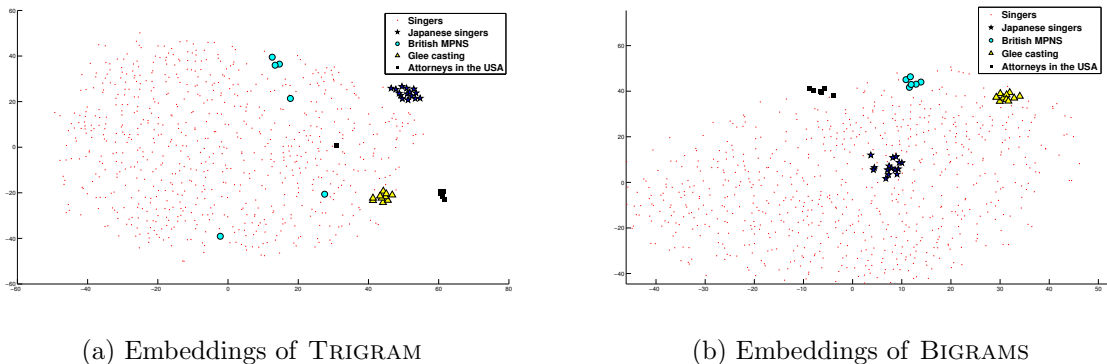 Singers
Japanese singers
British MPNS
Glee casting
Attorneys in the USA
60
40
20
0
−20
−40
−60
−60 −40 −20 0 20 40 60 80
(a) Embeddings of TRIGRAM
Singers
Japanese singers
British MPNS
Glee casting
Attorneys in the USA
60
40
20
0
−20
−40
−40 −30 −20 −10 0 10 20 30 40 50
(b) Embeddings of BIGRAMS